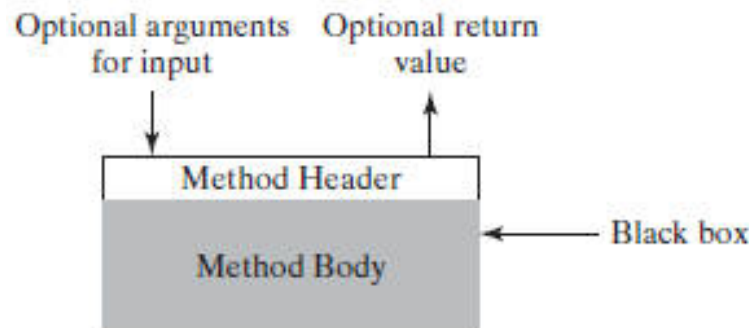 Optional arguments
for input
Optional return
value
Method Header
Black box
Method Body